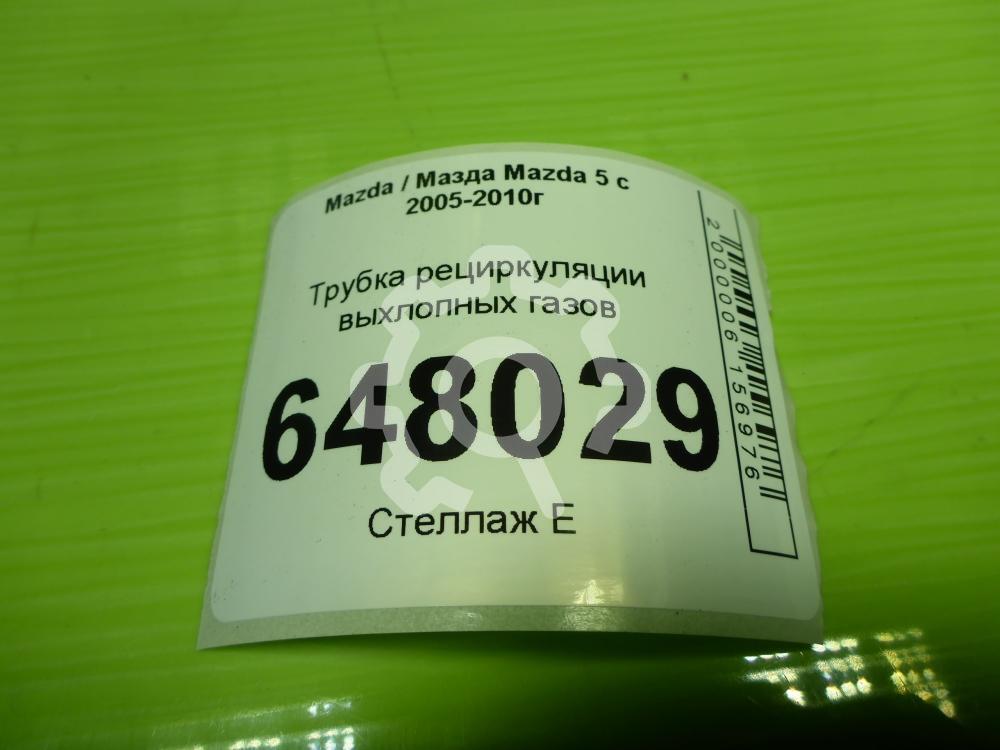 Mazda / Мазда Mazda 5 с
2005-2010г
Трубка рециркуляции
выхлопных газов
648029
Стеллаж Е
2000006156976